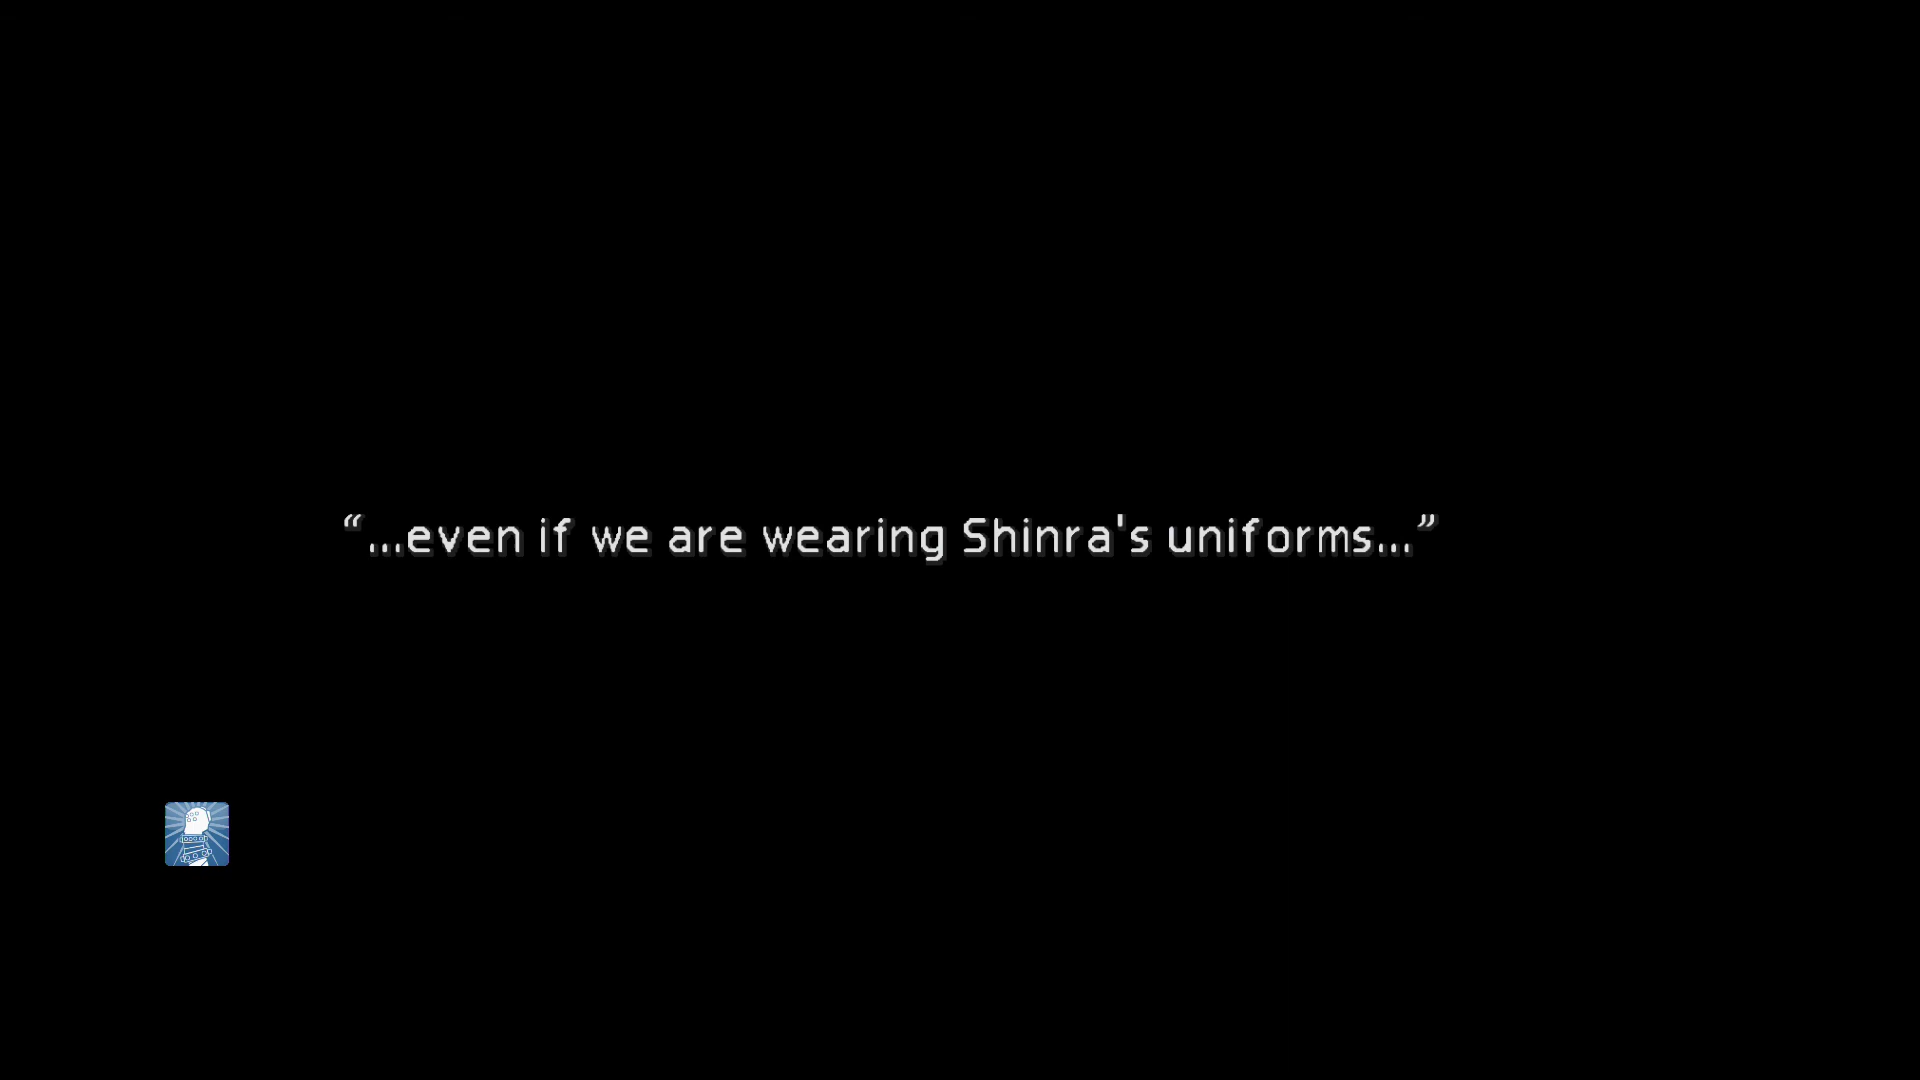 “...even if we are wearing Shinra's uniforms...”